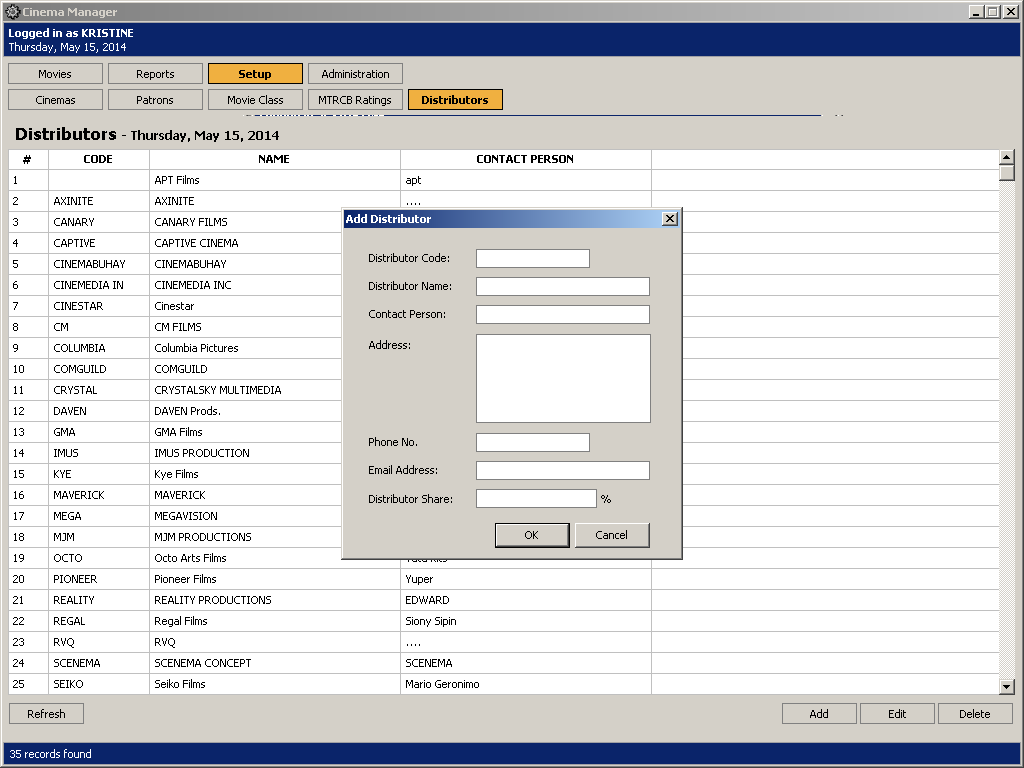 Cinema Manager
Logged in as KRISTINE
Thursday, May 15, 2014
Movies Reports Setup Administration
Cinemas Patrons Movie Class MTRCB Ratings Distributors
Distributors - Thursday, May 15, 2014
# CODE NAME CONTACT PERSON
1 APT Films apt
2 AXINITE AXINITE ....
3 CANARY CANARY FILMS
4 CAPTIVE CAPTIVE CINEMA
5 CINEMABUHAY CINEMABUHAY
6 CINEMEDIA IN CINEMEDIA INC
7 CINESTAR Cinestar
8 CM CM FILMS
9 COLUMBIA Columbia Pictures
10 COMGUILD COMGUILD
11 CRYSTAL CRYSTALSKY MULTIMEDIA
12 DAVEN DAVEN Prods.
13 GMA GMA Films
14 IMUS IMUS PRODUCTION
15 KYE Kye Films
16 MAVERICK MAVERICK
17 MEGA MEGAVISION
18 MJM MJM PRODUCTIONS
19 OCTO Octo Arts Films
20 PIONEER Pioneer Films Yuper
21 REALITY REALITY PRODUCTIONS EDWARD
22 REGAL Regal Films Siony Sipin
23 RVQ RVQ ....
24 SCENEMA SCENEMA CONCEPT SCENEMA
25 SEIKO Seiko Films Mario Geronimo
Add Distributor
Distributor Code:
Distributor Name:
Contact Person:
Address:
Phone No.
Email Address:
Distributor Share: %
OK Cancel
Refresh Add Edit Delete
35 records found